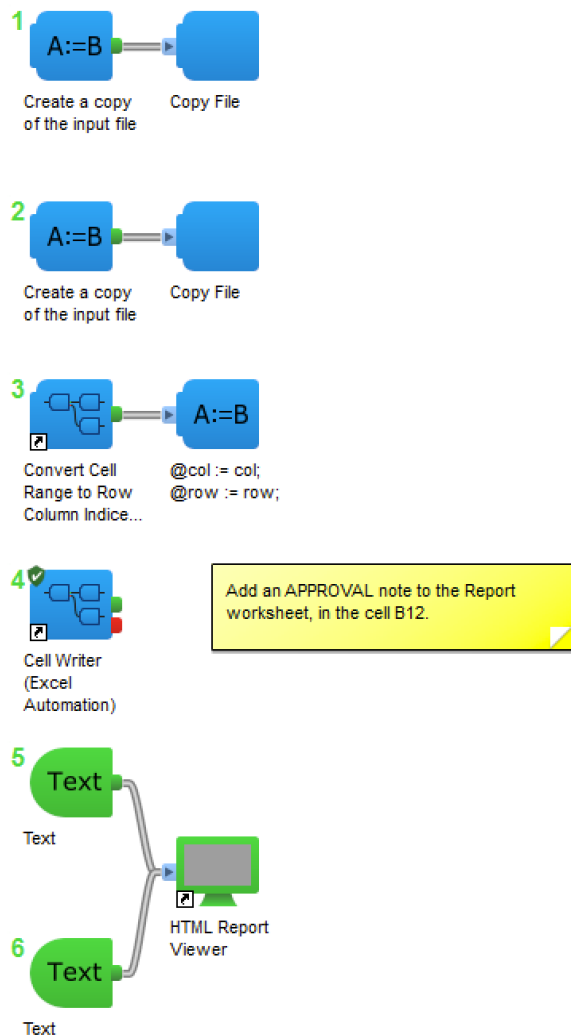 1
A:=B
Create a copy
of the input file
Copy File
2
A:=B
Create a copy
of the input file
Copy File
3
A:=B
Convert Cell
Range to Row
Column Indice...
@col := col;
@row := row;
4
Cell Writer
(Excel
Automation)
Add an APPROVAL note to the Report
worksheet, in the cell B12.
5
Text
Text
HTML Report
Viewer
6
Text
Text